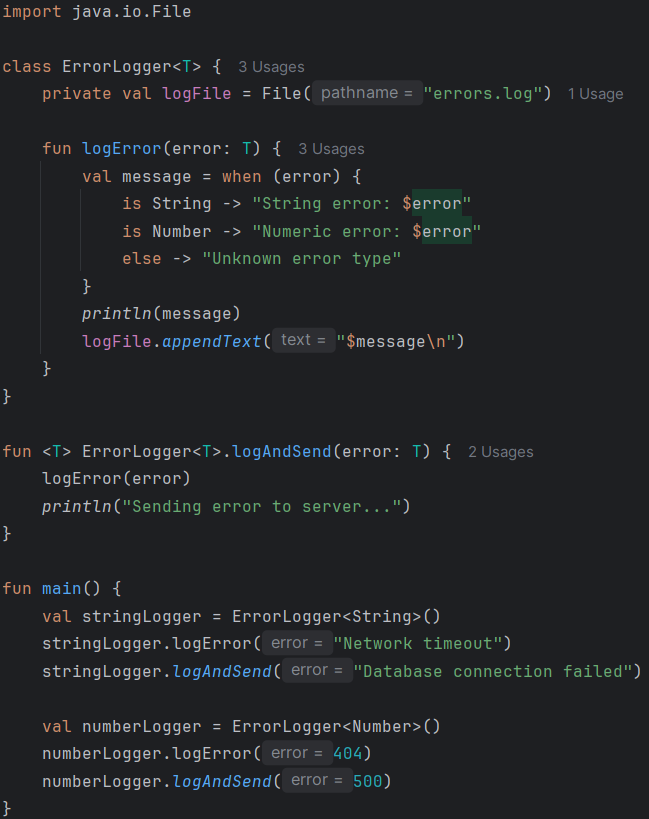 import java.io.File
class ErrorLogger<T> {   3 Usages
    private val logFile = File( pathname = "errors.log")   1 Usage
    fun logError(error: T) {   3 Usages
        val message = when (error) {
            is String -> "String error: $error"
            is Number -> "Numeric error: $error"
            else -> "Unknown error type"
        }
        println(message)
        logFile.appendText( text = "$message\n")
    }
}
fun <T> ErrorLogger<T>.logAndSend(error: T) {   2 Usages
    logError(error)
    println("Sending error to server...")
}
fun main() {
    val stringLogger = ErrorLogger<String>()
    stringLogger.logError( error = "Network timeout")
    stringLogger.logAndSend( error = "Database connection failed")
    val numberLogger = ErrorLogger<Number>()
    numberLogger.logError( error = 404)
    numberLogger.logAndSend( error = 500)
}